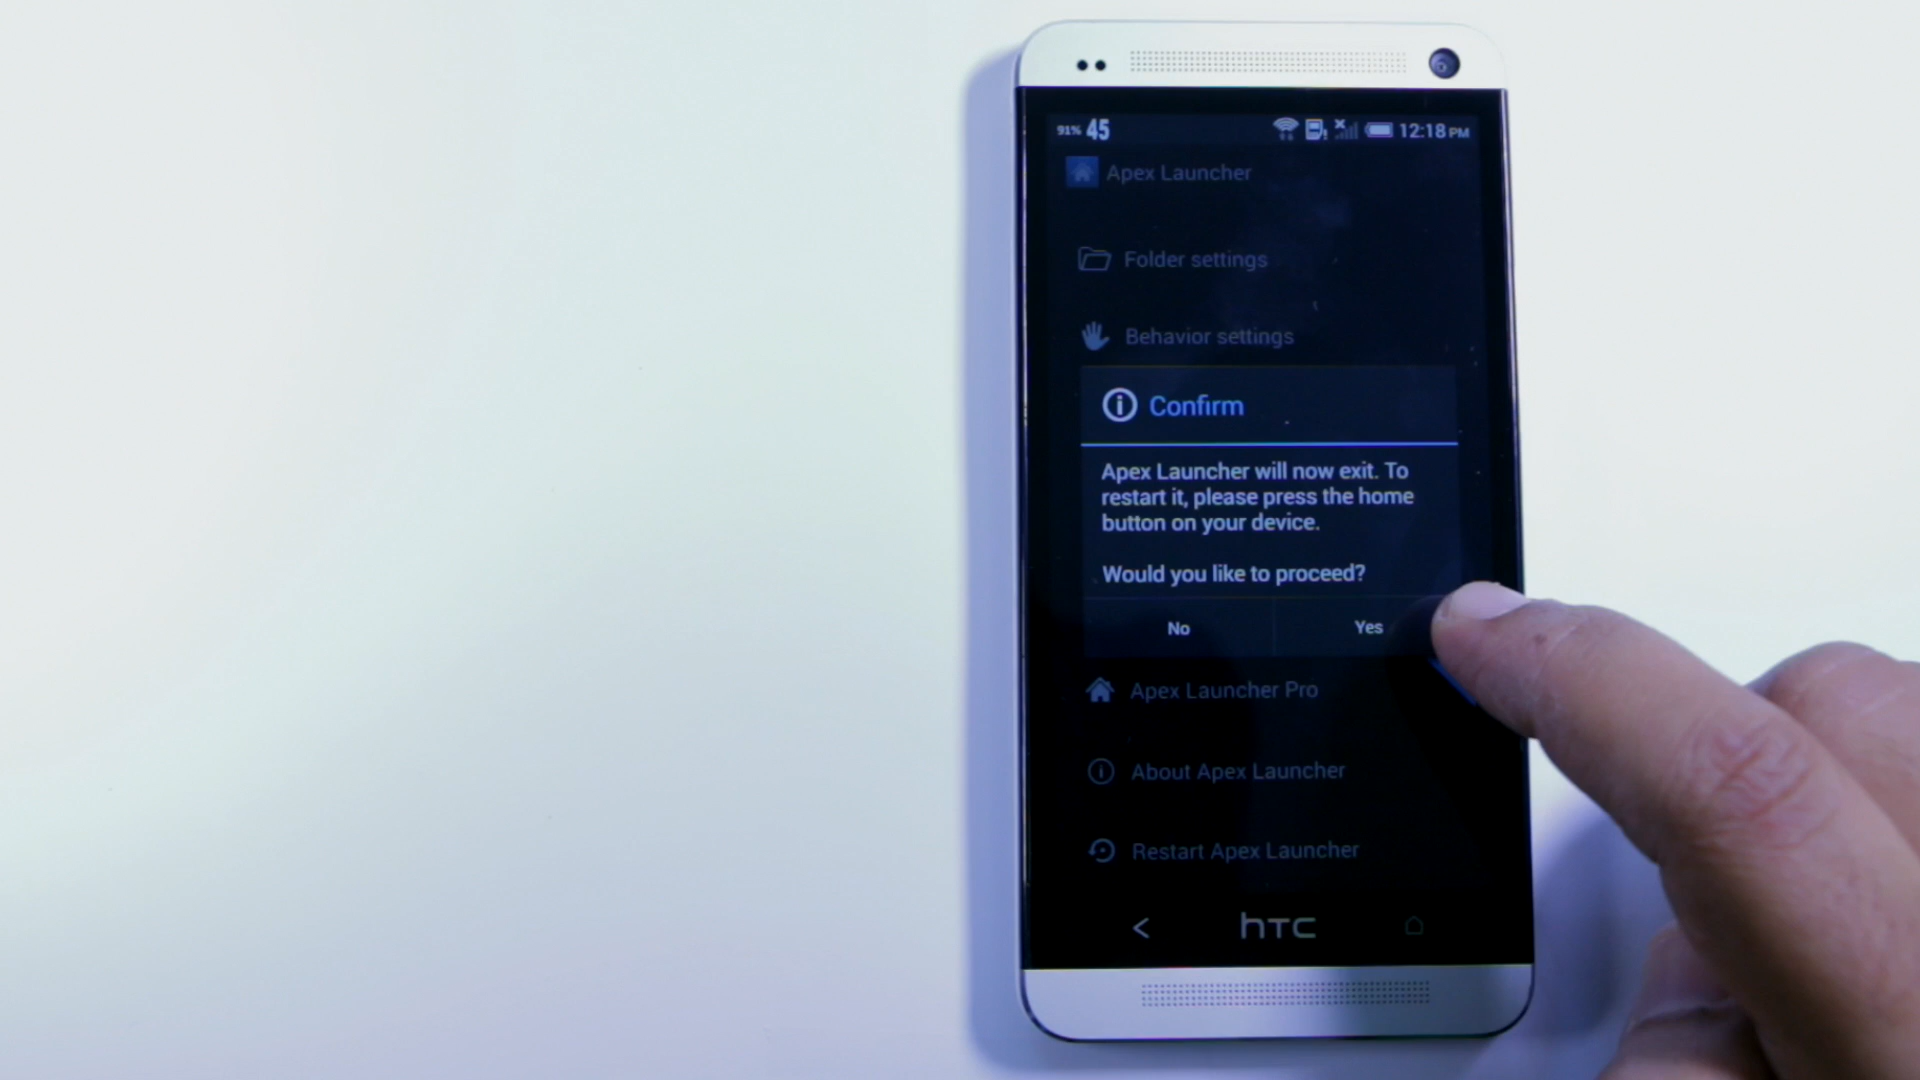 91% 45 12:18 PM
Apex Launcher
Folder settings
Behavior settings
Confirm
Apex Launcher will now exit. To
restart it, please press the home
button on your device.
Would you like to proceed?
No Yes
Apex Launcher Pro
About Apex Launcher
Restart Apex Launcher
hTC